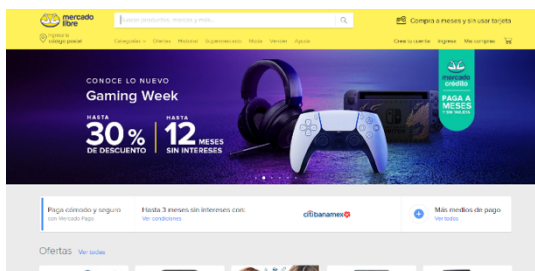 mercado
libre
Buscar productos, marcas y más...
Compra a meses y sin usar tarjeta
Ingresa tu
código postal
Categorías Ofertas Historial Supermercado Moda Vender Ayuda
Crea tu cuenta Ingresa Mis compras
CONOCE LO NUEVO
Gaming Week
HASTA
30%
DE DESCUENTO
HASTA
12 MESES
SIN INTERESES
mercado
crédito
PAGA A
MESES
Y SIN TARJETA
Paga cómodo y seguro
con Mercado Pago
Hasta 3 meses sin intereses con:
Ver condiciones
citibanamex
Más medios de pago
Ver todos
Ofertas Ver todas